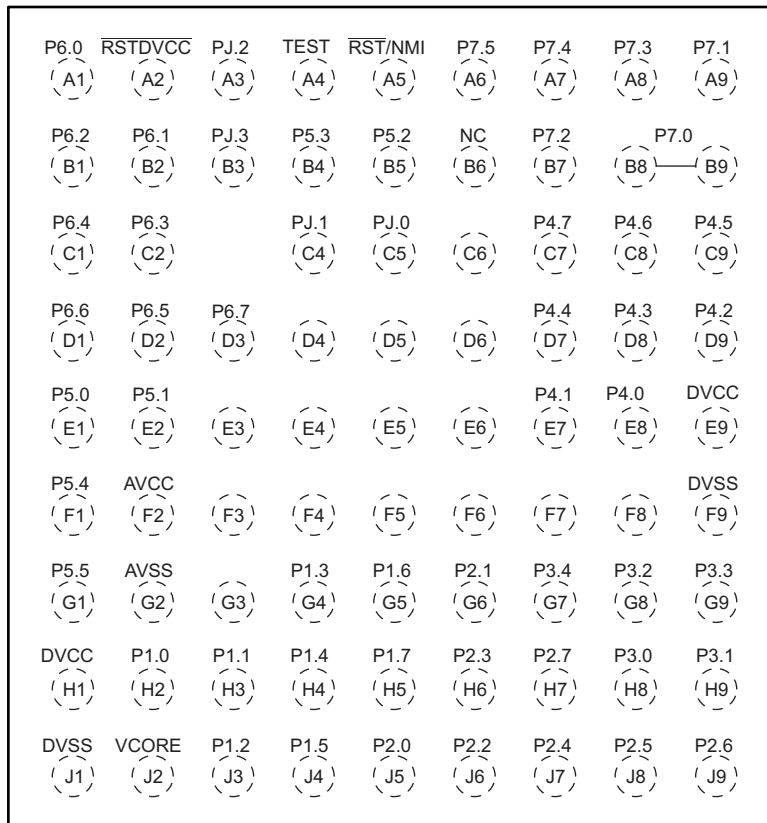 P6.0 RSTDVCC PJ.2 TEST RST/NMI P7.5 P7.4 P7.3 P7.1
A1 A2 A3 A4 A5 A6 A7 A8 A9
P6.2 P6.1 PJ.3 P5.3 P5.2 NC P7.2 P7.0
B1 B2 B3 B4 B5 B6 B7 B8 B9
P6.4 P6.3 PJ.1 PJ.0 P4.7 P4.6 P4.5
C1 C2 C4 C5 C6 C7 C8 C9
P6.6 P6.5 P6.7 P4.4 P4.3 P4.2
D1 D2 D3 D4 D5 D6 D7 D8 D9
P5.0 P5.1 P4.1 P4.0 DVCC
E1 E2 E3 E4 E5 E6 E7 E8 E9
P5.4 AVCC DVSS
F1 F2 F3 F4 F5 F6 F7 F8 F9
P5.5 AVSS P1.3 P1.6 P2.1 P3.4 P3.2 P3.3
G1 G2 G3 G4 G5 G6 G7 G8 G9
DVCC P1.0 P1.1 P1.4 P1.7 P2.3 P2.7 P3.0 P3.1
H1 H2 H3 H4 H5 H6 H7 H8 H9
DVSS VCORE P1.2 P1.5 P2.0 P2.2 P2.4 P2.5 P2.6
J1 J2 J3 J4 J5 J6 J7 J8 J9